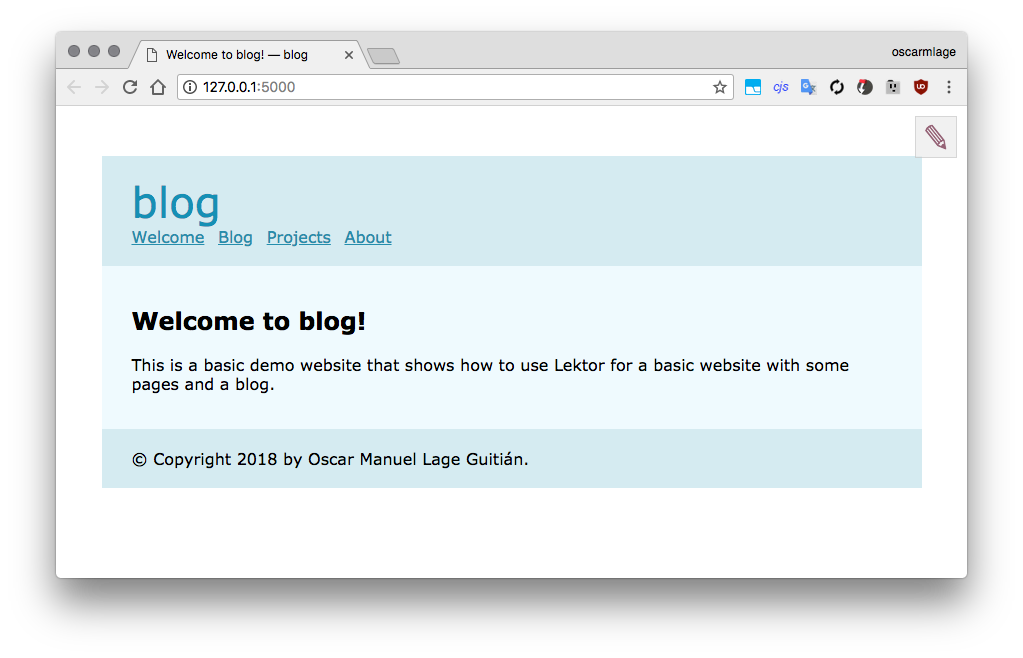 Welcome to blog! — blog
oscarmlage
127.0.0.1:5000
cjs
blog
Welcome Blog Projects About
Welcome to blog!
This is a basic demo website that shows how to use Lektor for a basic website with some
pages and a blog.
© Copyright 2018 by Oscar Manuel Lage Guitián.